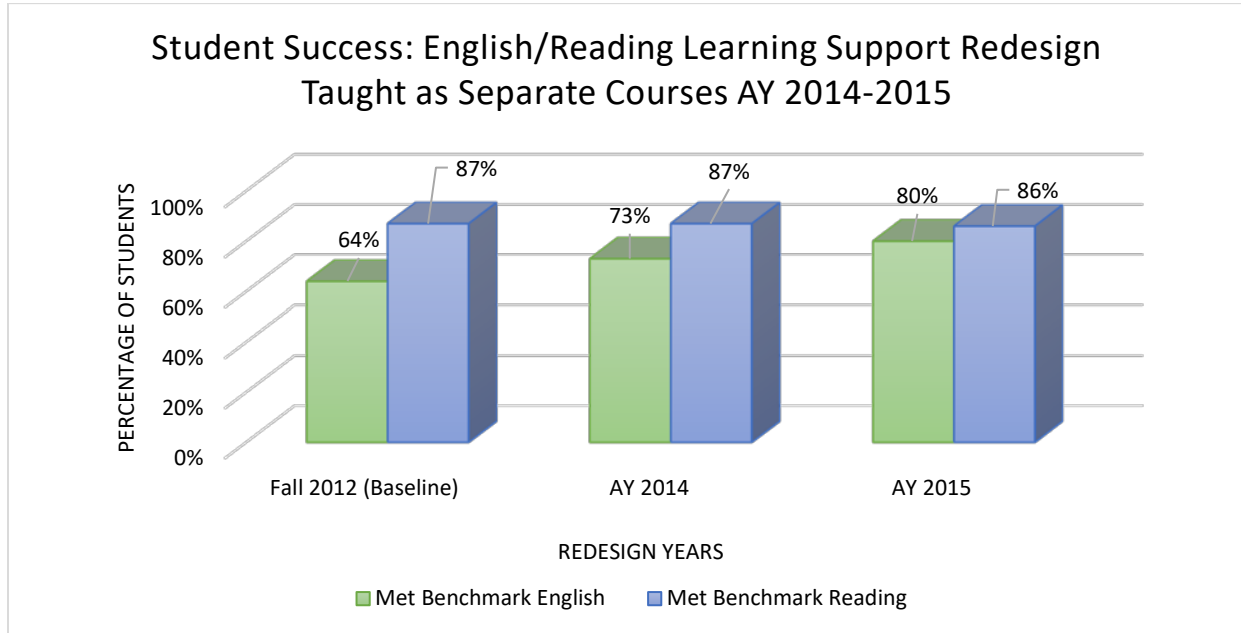 Student Success: English/Reading Learning Support Redesign
Taught as Separate Courses AY 2014-2015
PERCENTAGE OF STUDENTS
100%
80%
60%
40%
20%
0%
64%
87%
73%
87%
80%
86%
Fall 2012 (Baseline)
AY 2014
AY 2015
REDESIGN YEARS
Met Benchmark English
Met Benchmark Reading